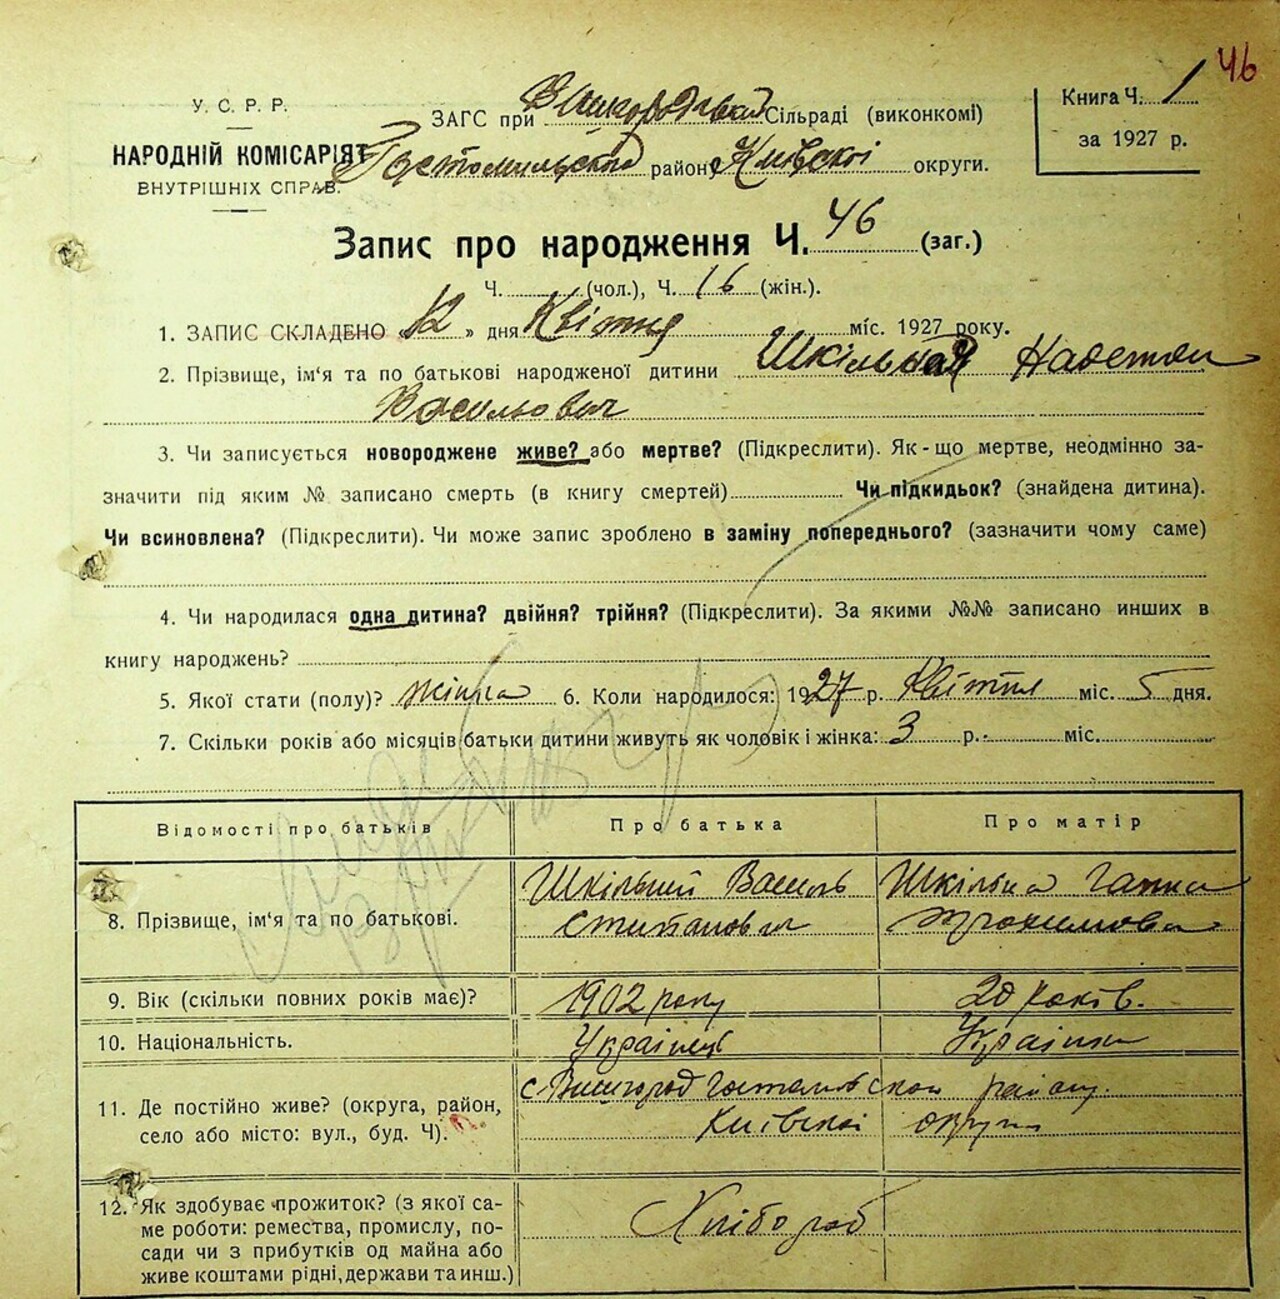 46
У. С. Р. Р.
НАРОДНІЙ КОМІСАРІЯТ
ВНУТРІШНІХ СПРАВ.
ЗАГС при Вишгородській Сільраді (виконкомі)
Гостомильського району Київскоі округи.
Книга Ч. 1
за 1927 р.
Запис про народження Ч. 46 (заг.)
Ч. (чол.), Ч. 16 (жін.).
1. ЗАПИС СКЛАДЕНО «12» дня Квітня міс. 1927 року.
2. Прізвище, ім'я та по батькові народженої дитини Шкільная
Васильович
3. Чи записується новороджене живе? або мертве? (Підкреслити). Як-що мертве, неодмінно за-
значити під яким № записано смерть (в книгу смертей) Чи підкидьок? (знайдена дитина).
Чи всиновлена? (Підкреслити). Чи може запис зроблено в заміну попереднього? (зазначити чому саме)
4. Чи народилася одна дитина? двійня? трійня? (Підкреслити). За якими №№ записано инших в
книгу народжень?
5. Якої стати (полу)? жінка 6. Коли народилося: 1927 р. Квітня міс. 5 дня.
7. Скільки років або місяців батьки дитини живуть як чоловік і жінка: 3 р. міс.
Відомості про батьків
Про батька
Про матір
8. Прізвище, ім'я та по батькові.
Шкільний Василь
Степанович
Шкільна Ганна
Трохимовна
9. Вік (скільки повних років має)?
1902 року
20 років.
10. Національність.
Українець
Українка
11. Де постійно живе? (округа, район,
село або місто: вул., буд. Ч).
с Вишгород Гостомльского району.
Киівскоі округи
12. Як здобуває прожиток? (з якої са-
ме роботи: ремества, промислу, по-
сади чи з прибутків од майна або
живе коштами рідні, держави та инш.)
Хлібороб